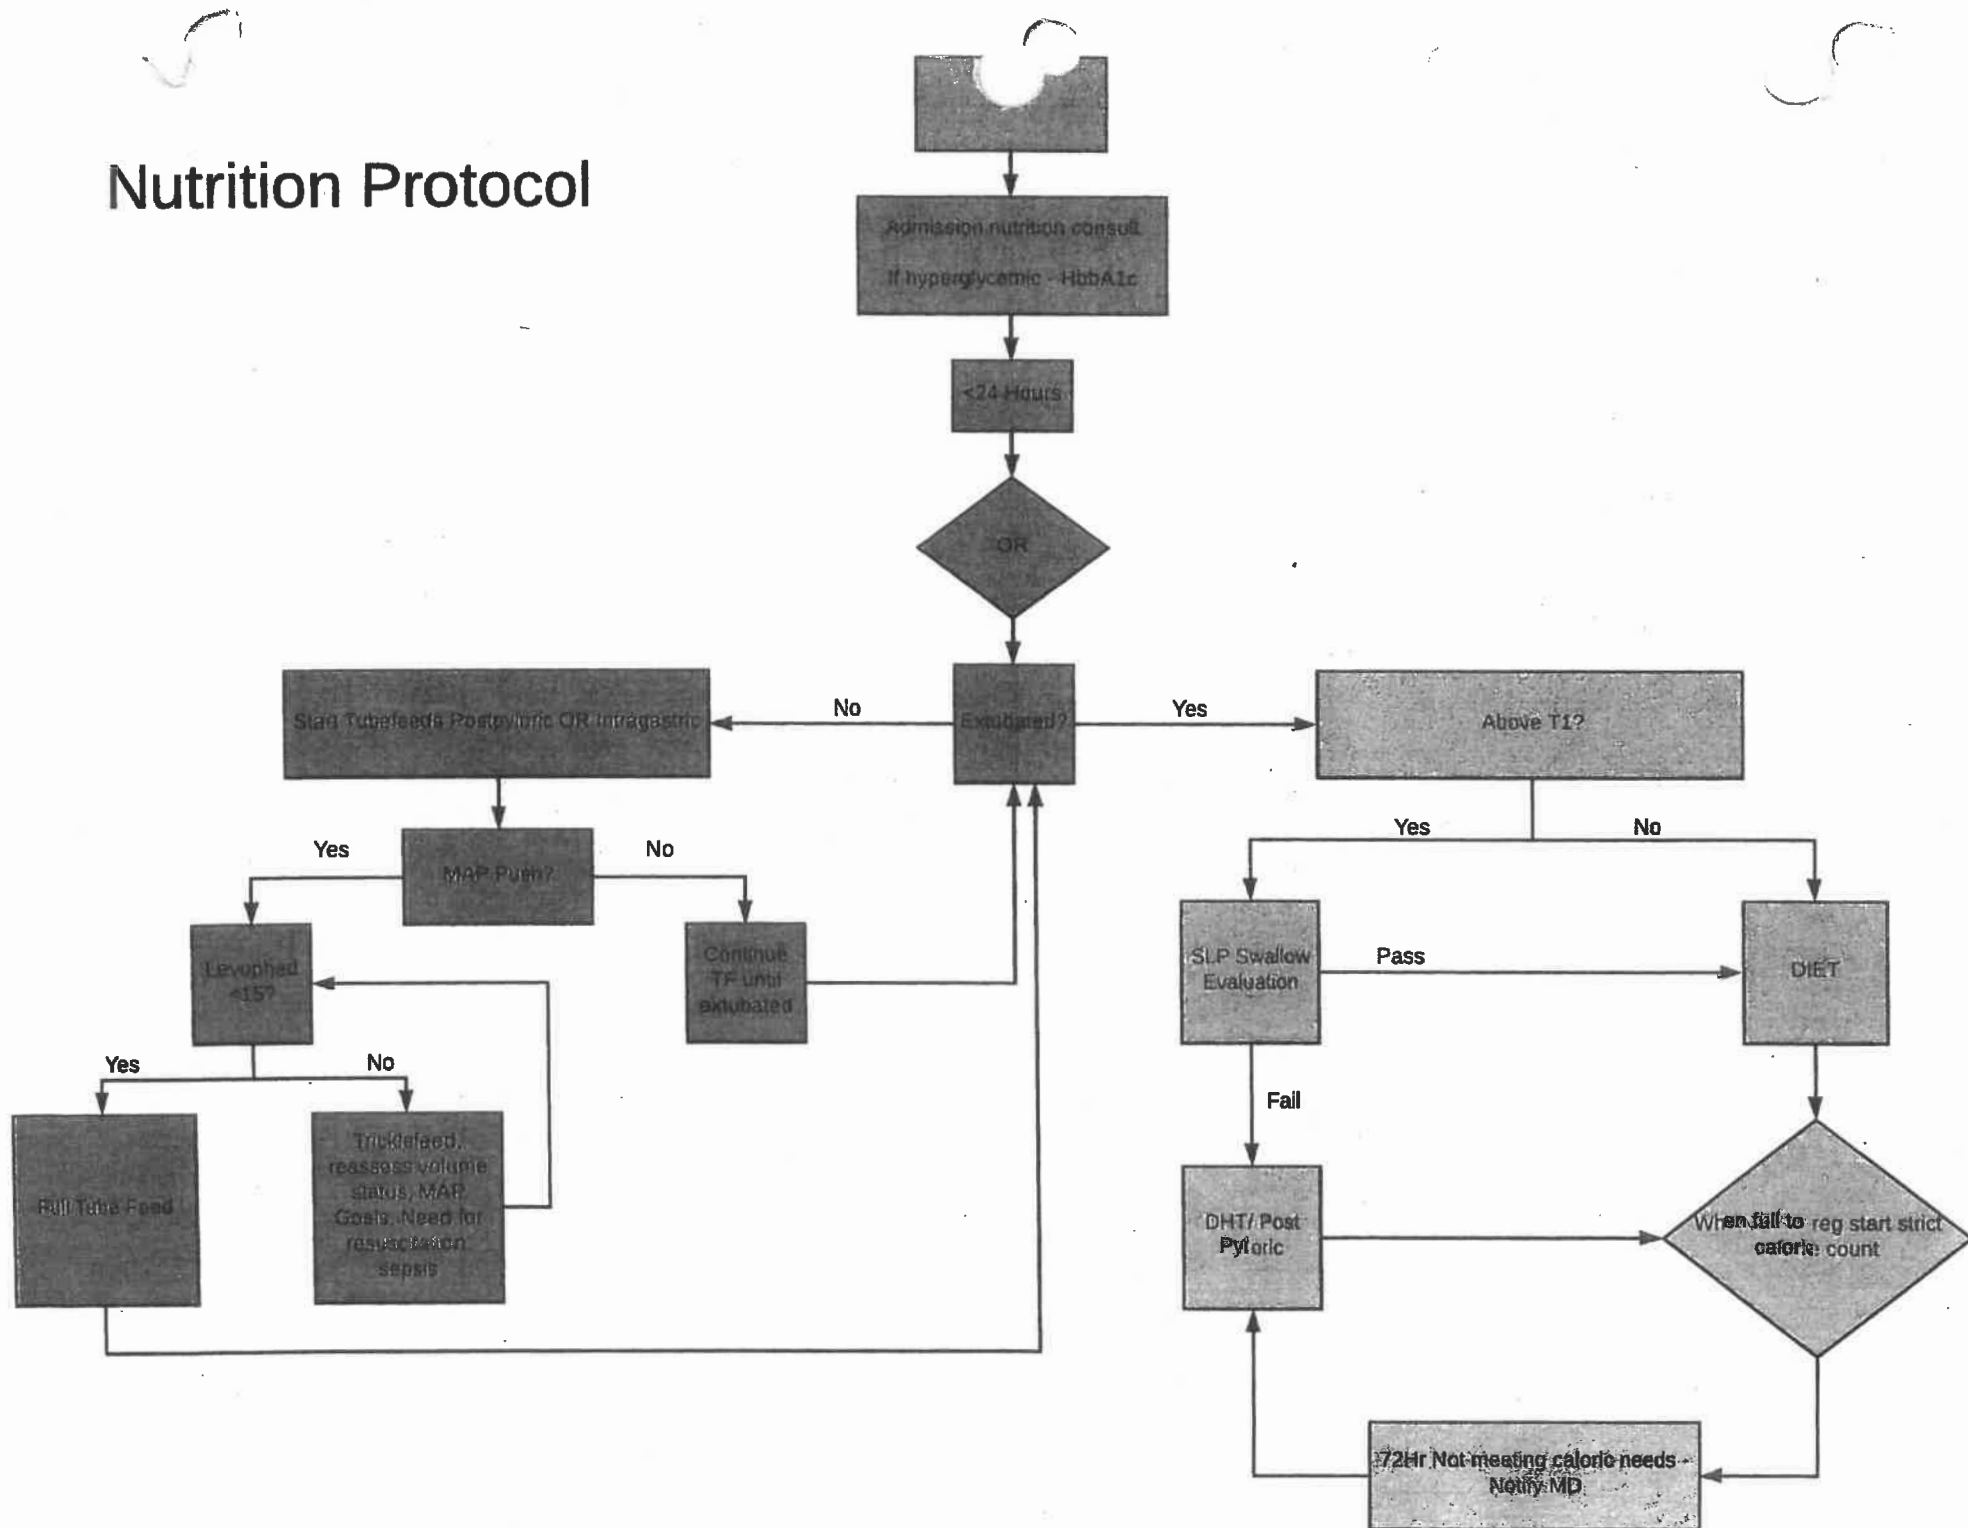 Nutrition Protocol
Admission nutrition consult
If hyperglycemic - HbbA1c
<24 Hours
OR
Extubated?
No
Yes
Start Tubefeeds Postpyloric OR Intragastric
Above T1?
MAP Push?
Yes
No
Yes
No
Levophed
<15?
Continue
TF until
extubated
SLP Swallow
Evaluation
Pass
DIET
Yes
No
Fail
Full Tube Feed
Tricklefeed,
reassess volume
status, MAP
Goals, Need for
resuscitation
sepsis
DHT/ Post
Pyloric
When full to reg start strict
calorie count
72Hr Not meeting caloric needs -
Notify MD